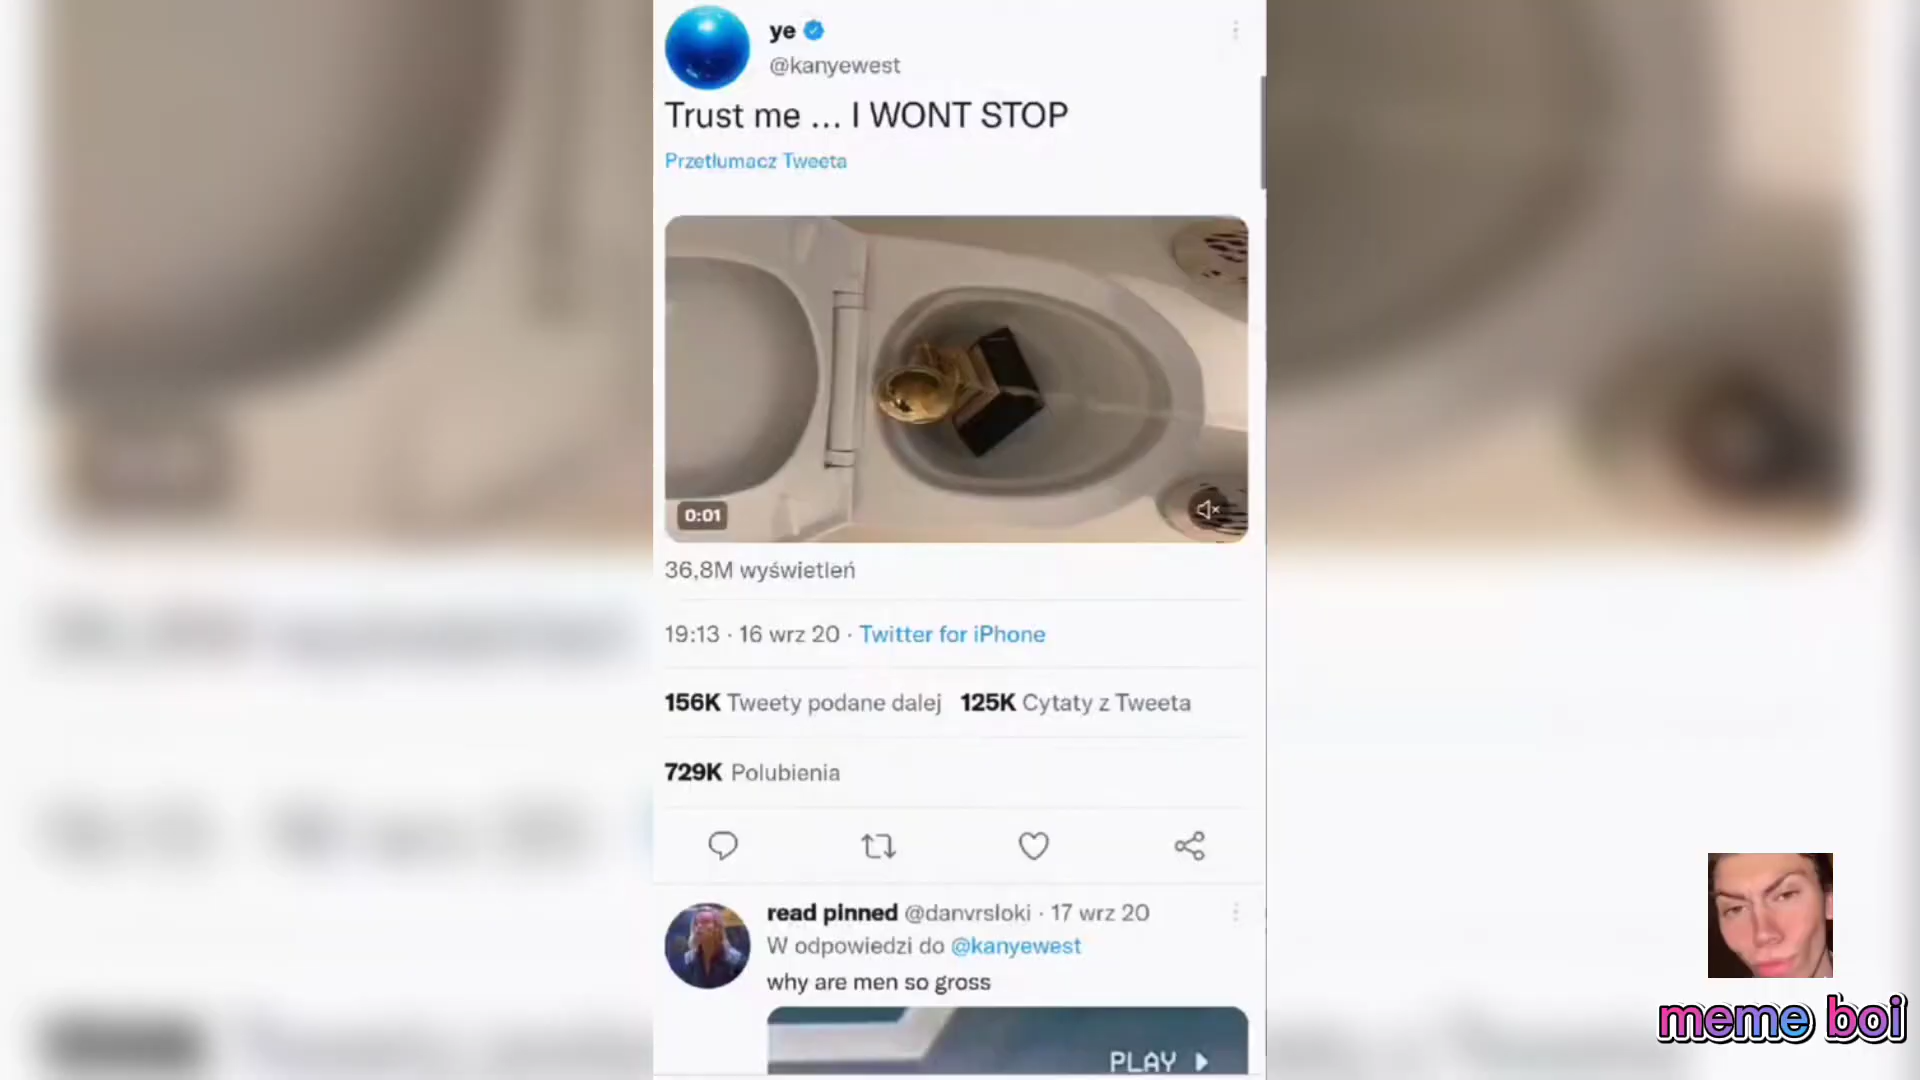 ye
@kanyewest
Trust me ... I WONT STOP
Przetłumacz Tweeta
0:01
36,8M wyświetleń
19:13 · 16 wrz 20 · Twitter for iPhone
156K Tweety podane dalej 125K Cytaty z Tweeta
729K Polubienia
read pinned @danvrsloki · 17 wrz 20
W odpowiedzi do @kanyewest
why are men so gross
PLAY
meme boi